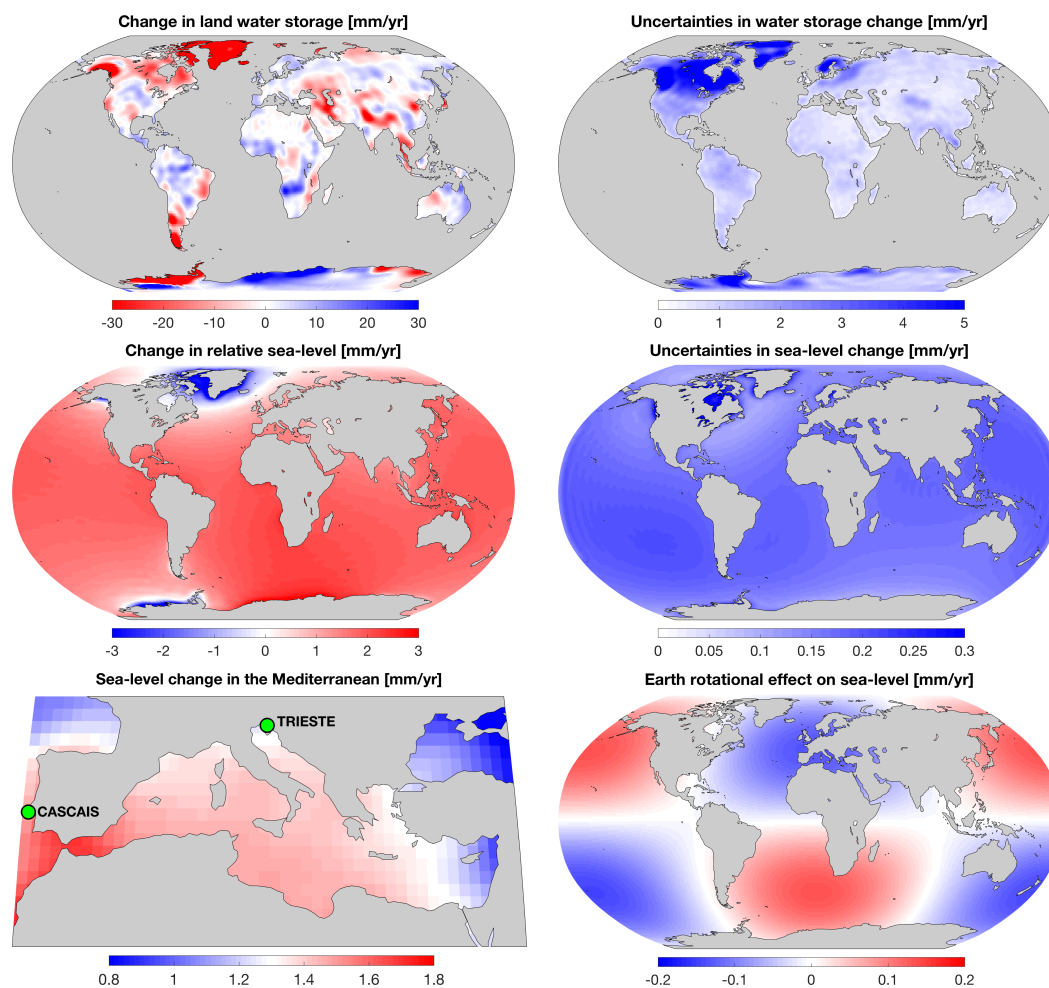 Change in land water storage [mm/yr]
Uncertainties in water storage change [mm/yr]
-30 -20 -10 0 10 20 30
0 1 2 3 4 5
Change in relative sea-level [mm/yr]
Uncertainties in sea-level change [mm/yr]
-3 -2 -1 0 1 2 3
0 0.05 0.1 0.15 0.2 0.25 0.3
Sea-level change in the Mediterranean [mm/yr]
Earth rotational effect on sea-level [mm/yr]
TRIESTE
CASCAIS
0.8 1 1.2 1.4 1.6 1.8
-0.2 -0.1 0 0.1 0.2